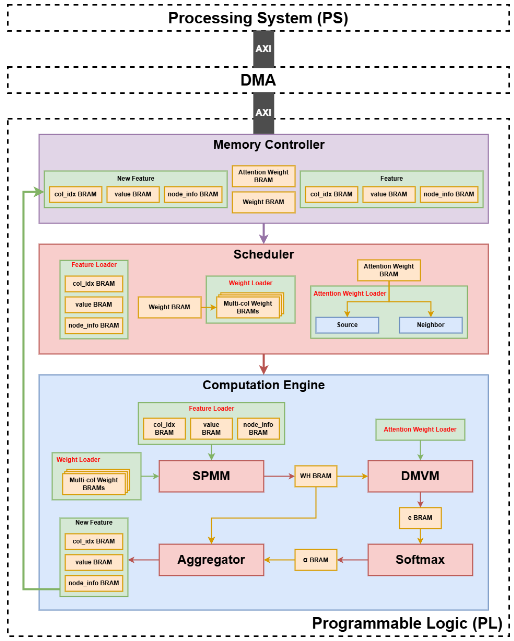 Processing System (PS)
AXI
DMA
AXI
Memory Controller
New Feature
col_idx BRAM
value BRAM
node_info BRAM
Attention Weight
BRAM
Weight BRAM
Feature
col_idx BRAM
value BRAM
node_info BRAM
Scheduler
Feature Loader
col_idx BRAM
value BRAM
node_info BRAM
Weight BRAM
Weight Loader
Multi-col Weight
BRAMs
Attention Weight
BRAM
Attention Weight Loader
Source
Neighbor
Computation Engine
Feature Loader
col_idx
BRAM
value
BRAM
node_info
BRAM
Attention Weight Loader
Weight Loader
Multi-col Weight
BRAMs
SPMM
WH BRAM
DMVM
e BRAM
New Feature
col_idx BRAM
value BRAM
node_info BRAM
Aggregator
α BRAM
Softmax
Programmable Logic (PL)